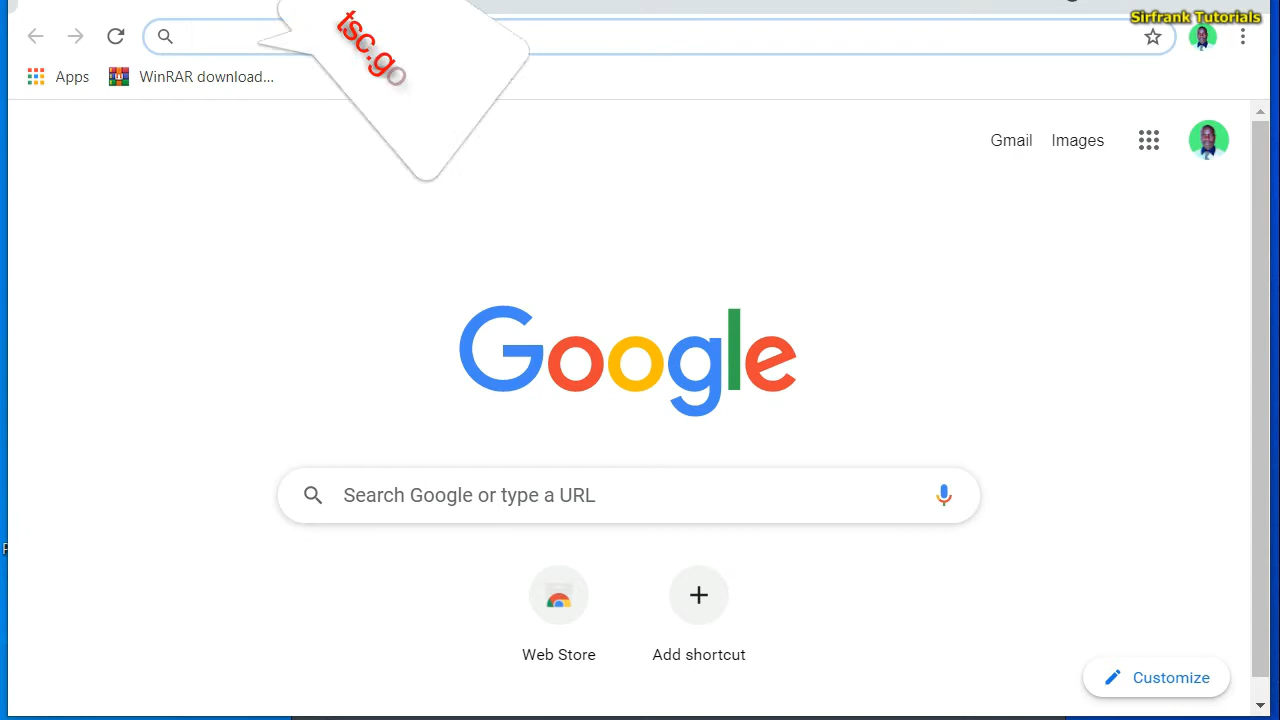 Sirfrank Tutorials
tsc.go
Apps
WinRAR download...
Gmail
Images
Google
Search Google or type a URL
Web Store
Add shortcut
Customize